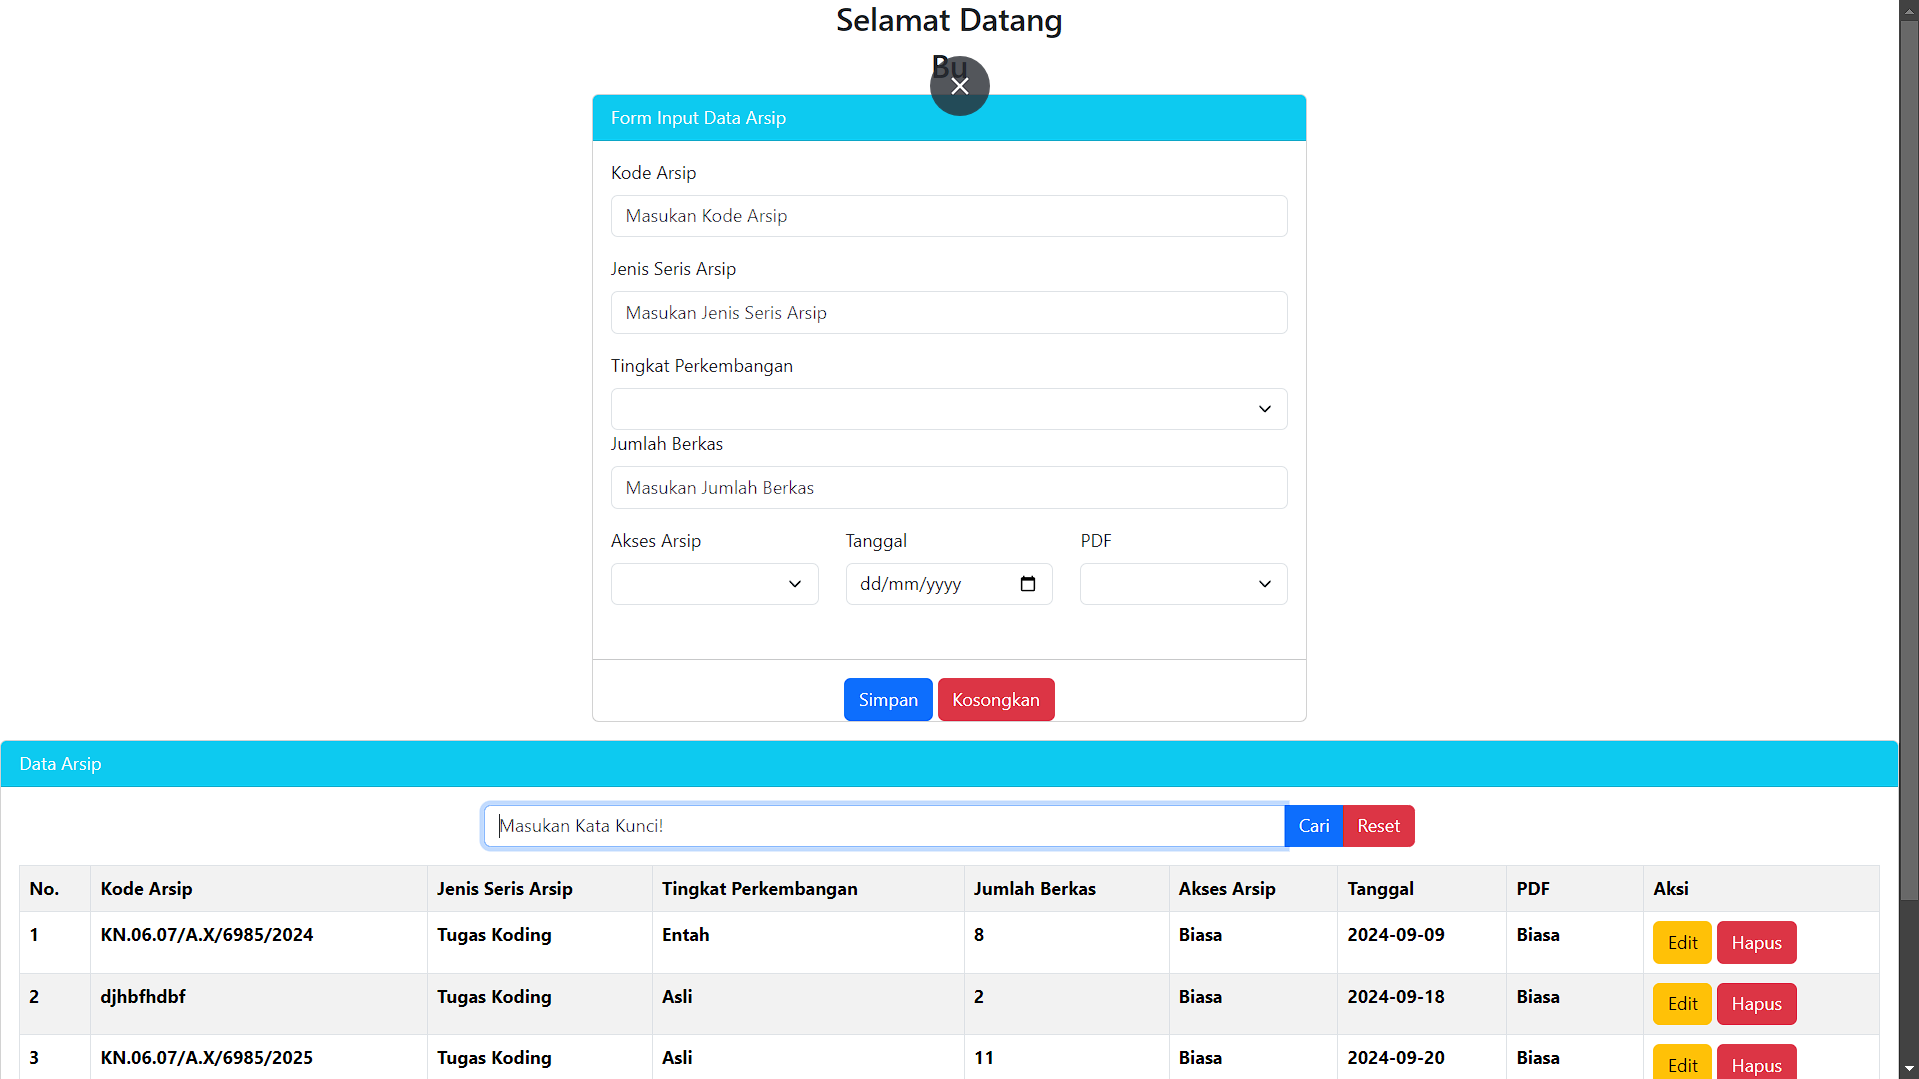 Selamat Datang
Bu
Form Input Data Arsip
Kode Arsip
Masukan Kode Arsip
Jenis Seris Arsip
Masukan Jenis Seris Arsip
Tingkat Perkembangan
Jumlah Berkas
Masukan Jumlah Berkas
Akses Arsip Tanggal PDF
dd/mm/yyyy
Simpan Kosongkan
Data Arsip
Masukan Kata Kunci! Cari Reset
No. Kode Arsip Jenis Seris Arsip Tingkat Perkembangan Jumlah Berkas Akses Arsip Tanggal PDF Aksi
1 KN.06.07/A.X/6985/2024 Tugas Koding Entah 8 Biasa 2024-09-09 Biasa Edit Hapus
2 djhbfhdbf Tugas Koding Asli 2 Biasa 2024-09-18 Biasa Edit Hapus
3 KN.06.07/A.X/6985/2025 Tugas Koding Asli 11 Biasa 2024-09-20 Biasa Edit Hapus